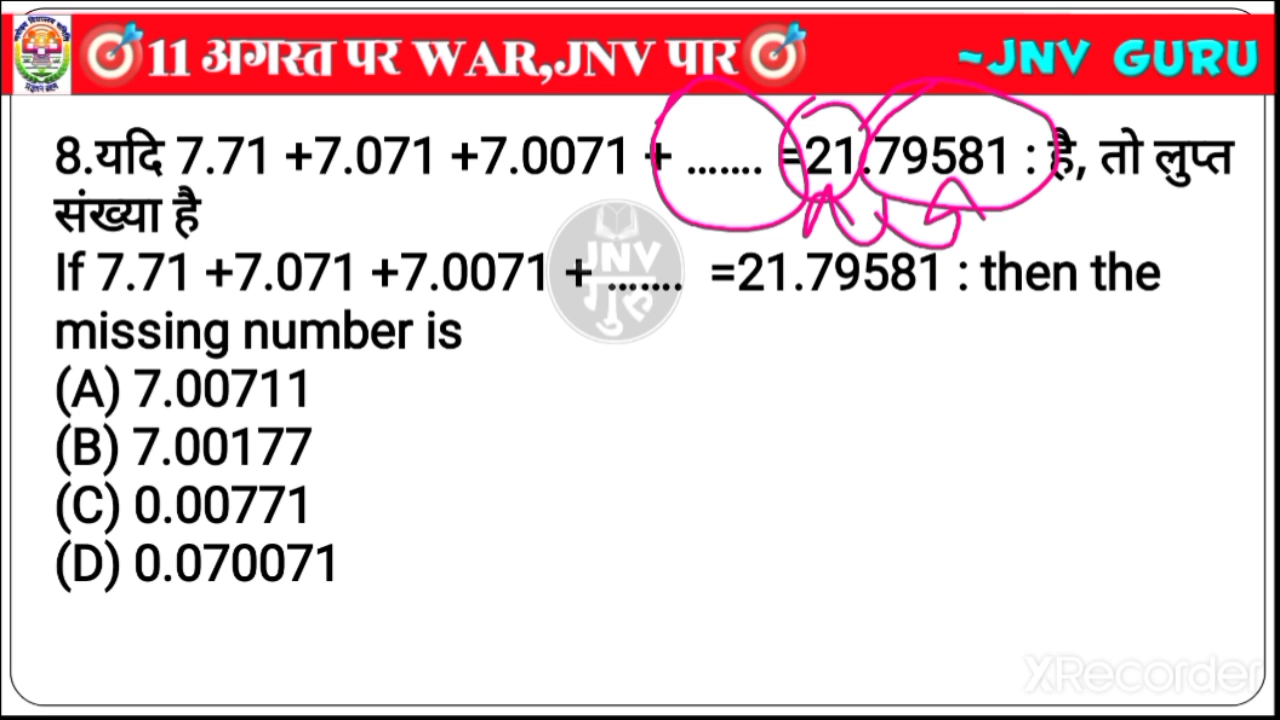 11 अगस्त पर WAR,JNV पार ~JNV GURU
8.यदि 7.71 +7.071 +7.0071 + ....... =21.79581 : है, तो लुप्त
संख्या है
If 7.71 +7.071 +7.0071 + ....... =21.79581 : then the
missing number is
(A) 7.00711
(B) 7.00177
(C) 0.00771
(D) 0.070071
JNV
गुरु
XRecorder